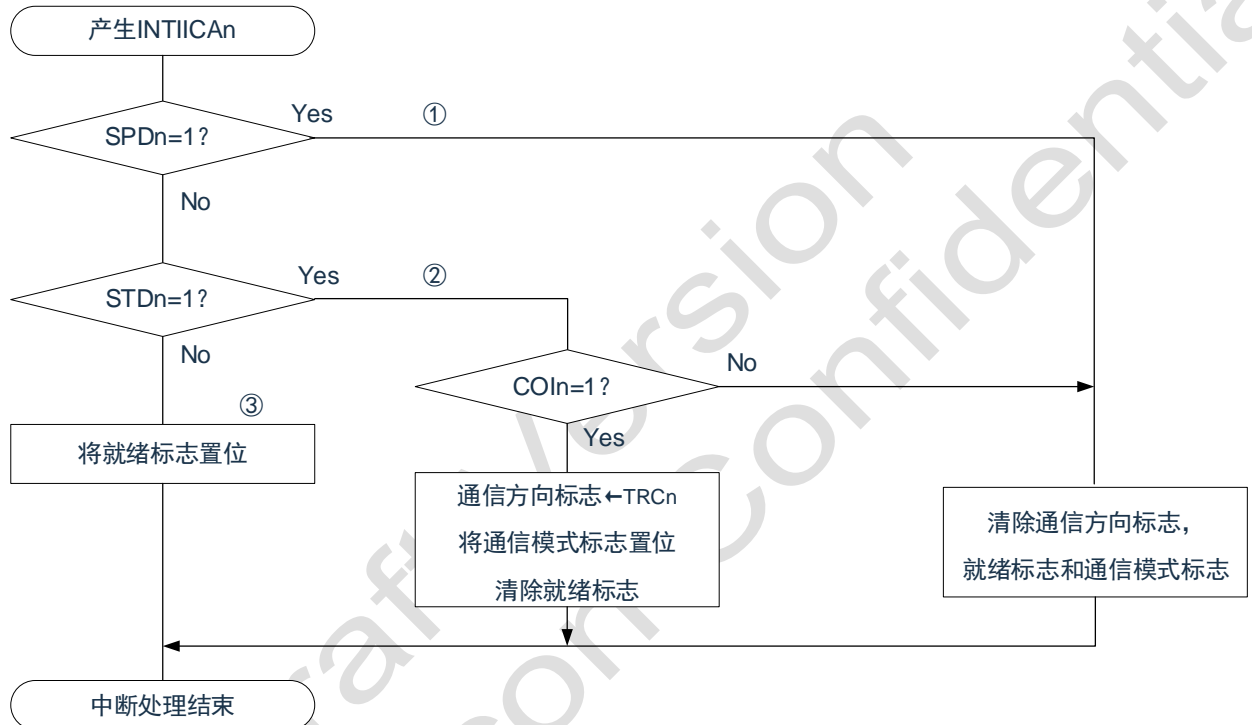 产生INTIICAn
Yes
①
SPDn=1?
No
Yes
②
STDn=1?
No
No
COIn=1?
③
Yes
将就绪标志置位
通信方向标志←TRCn
将通信模式标志置位
清除就绪标志
清除通信方向标志,
就绪标志和通信模式标志
中断处理结束